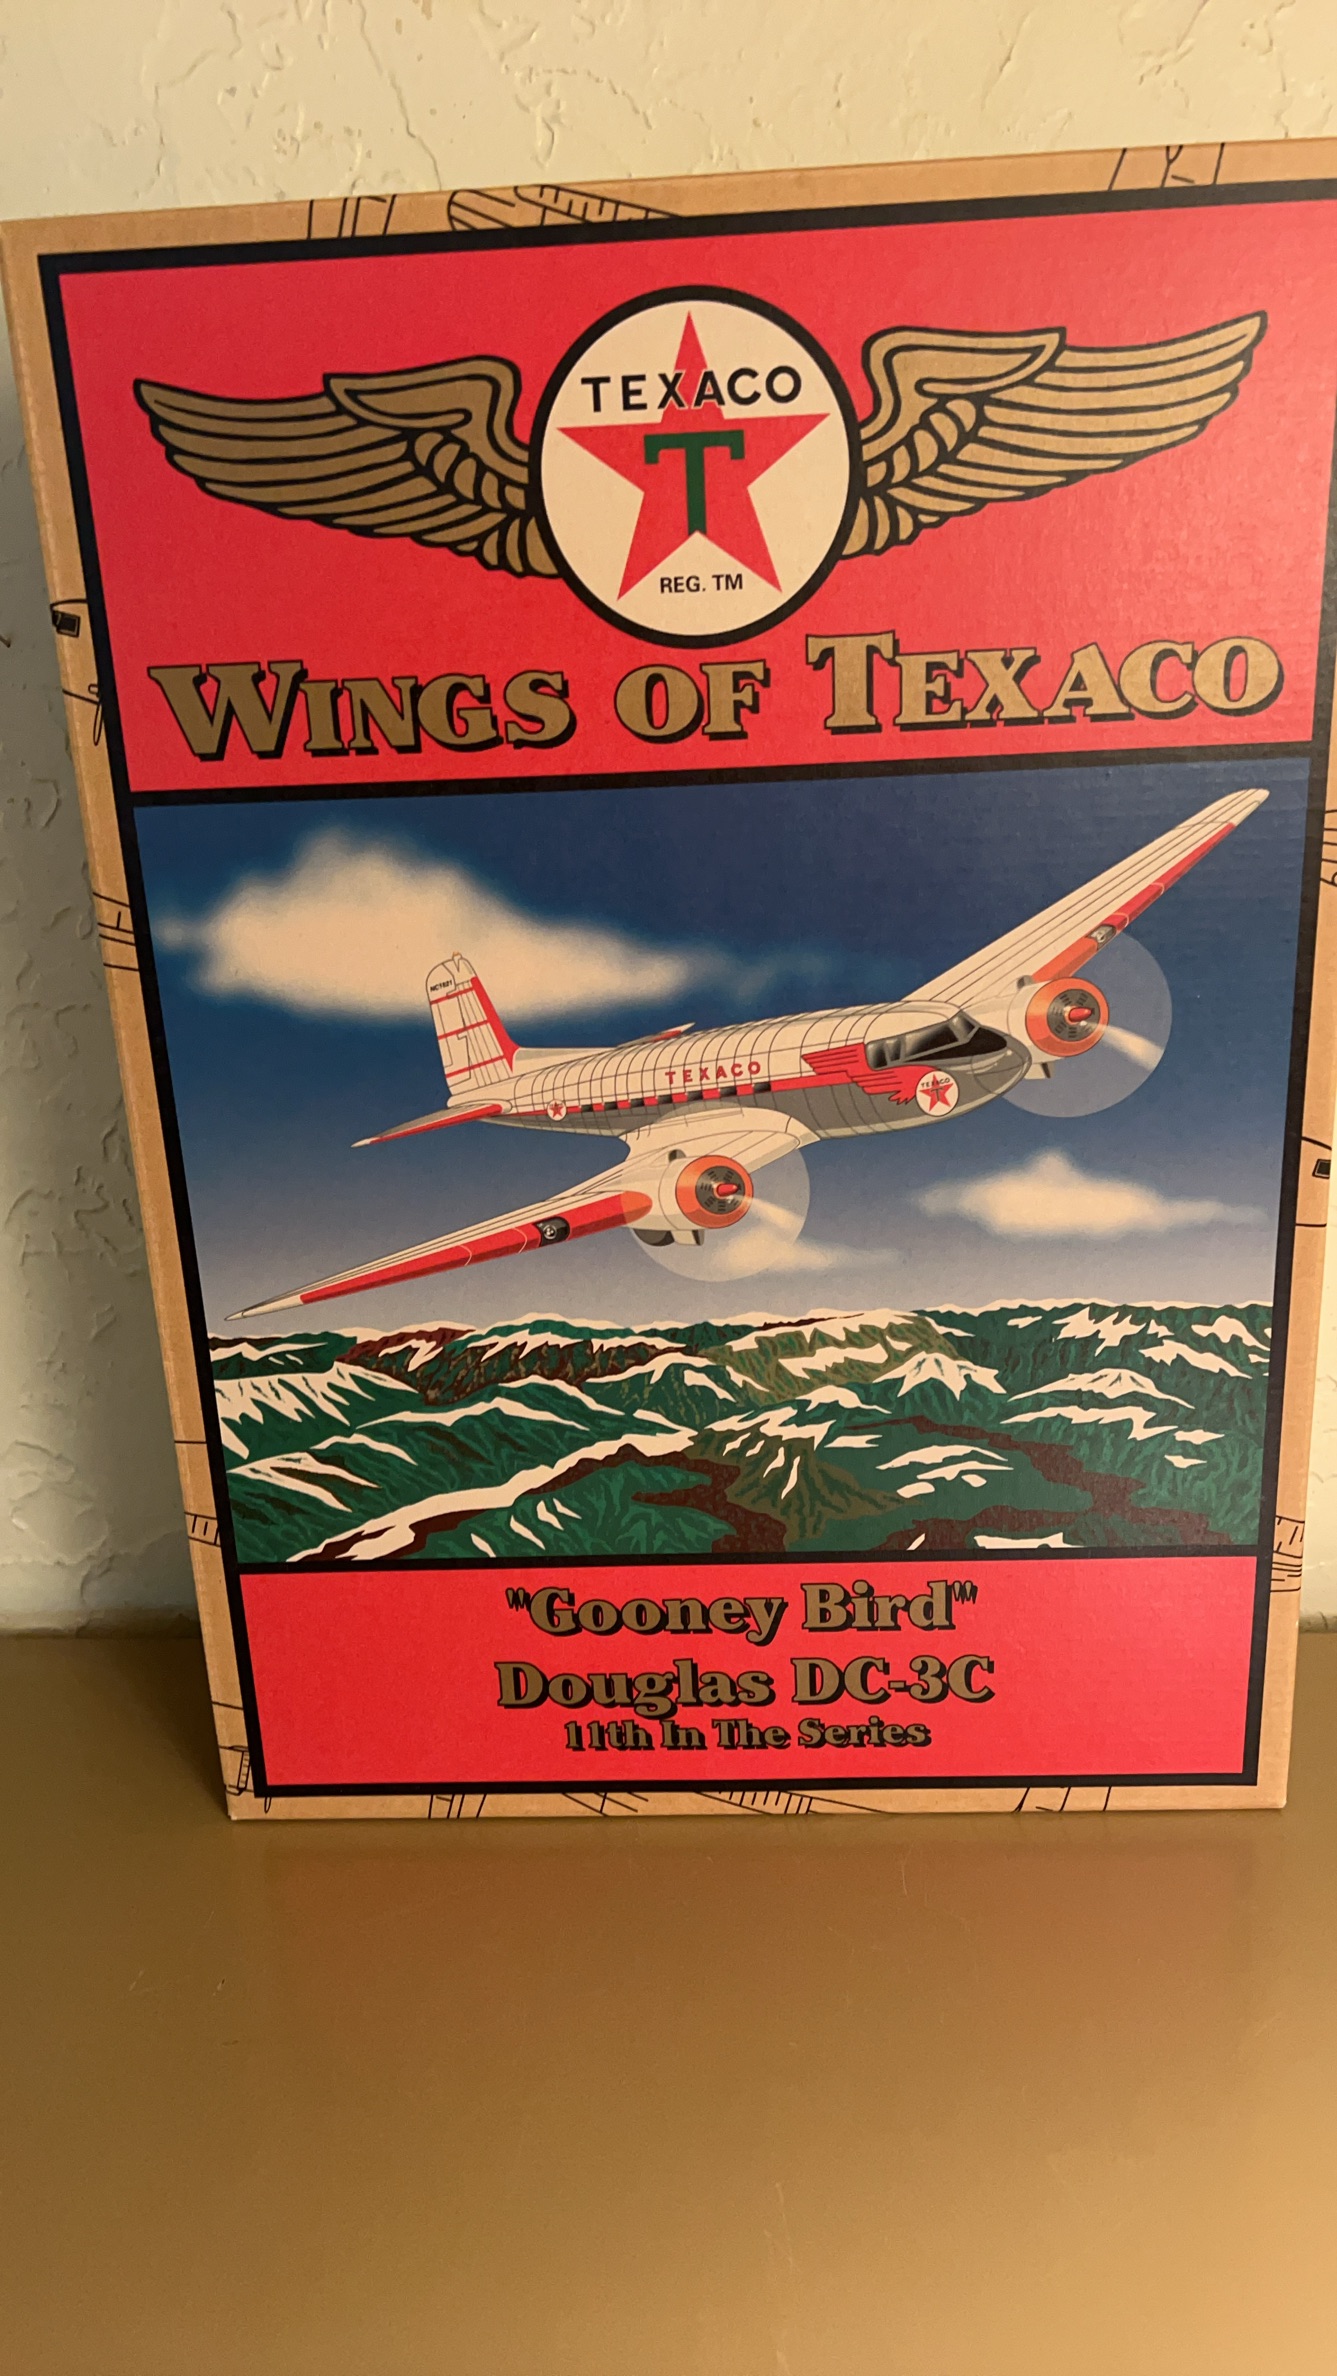 TEXACO
T
REG. TM
WINGS OF TEXACO
TEXACO
TEXACO
"Gooney Bird"
Douglas DC-3C
11th In The Series